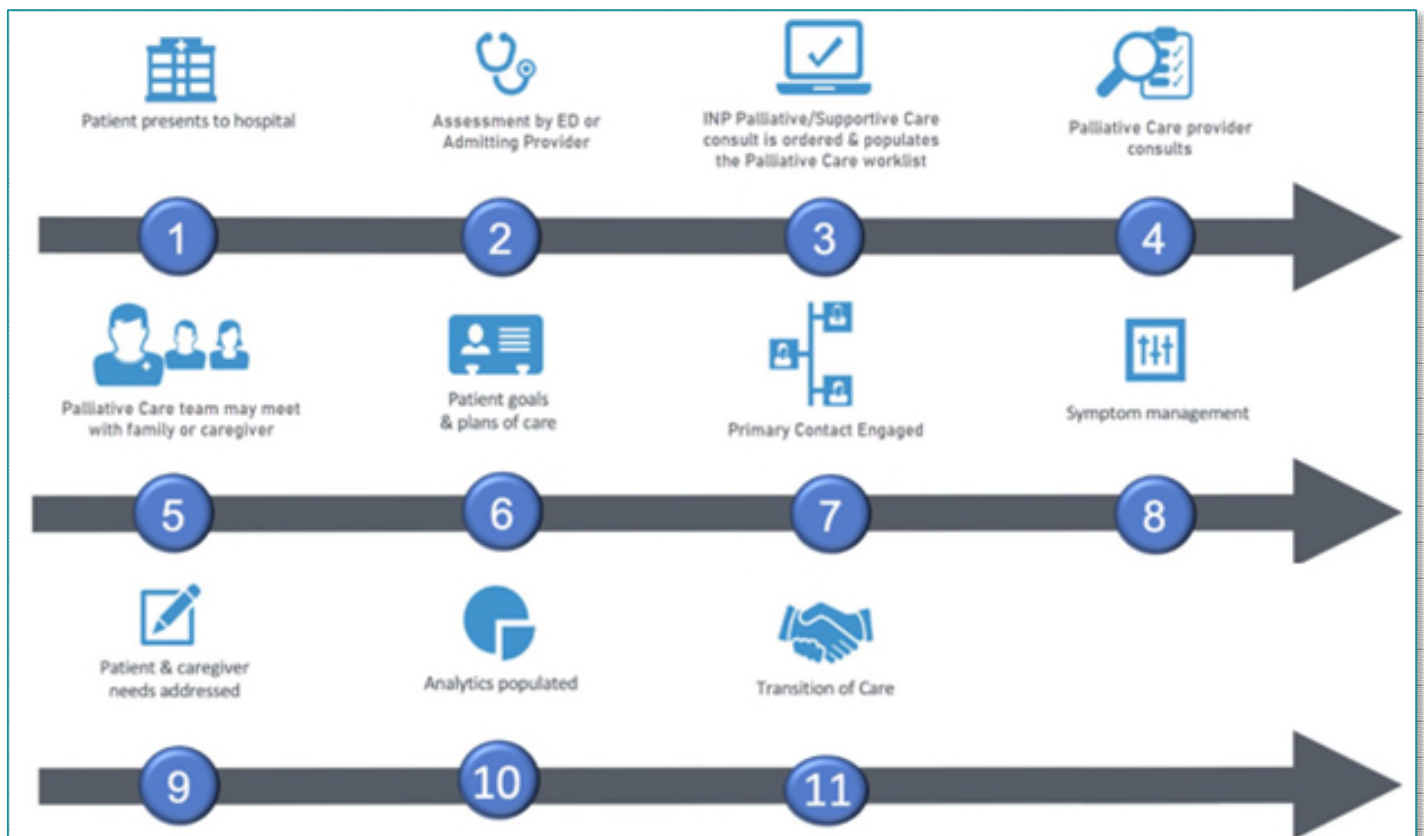 Patient presents to hospital
Assessment by ED or
Admitting Provider
INP Palliative/Supportive Care
consult is ordered & populates
the Palliative Care worklist
Palliative Care provider
consults
1
2
3
4
Palliative Care team may meet
with family or caregiver
Patient goals
& plans of care
Primary Contact Engaged
Symptom management
5
6
7
8
Patient & caregiver
needs addressed
Analytics populated
Transition of Care
9
10
11